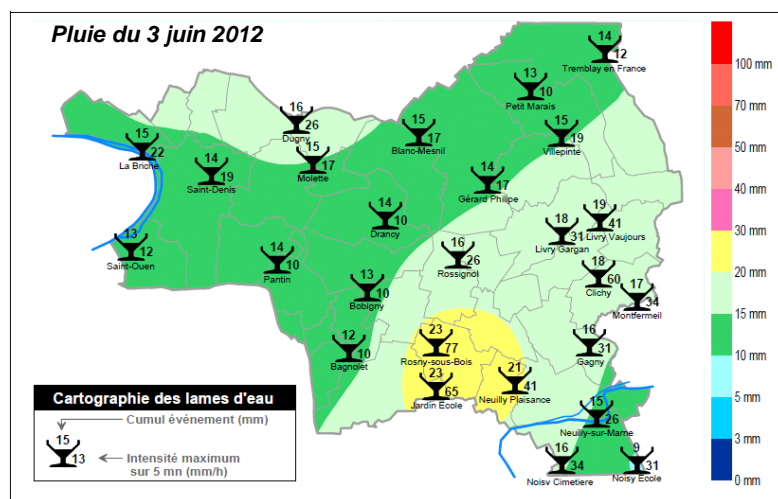 Pluie du 3 juin 2012
14
12
Tremblay en France
13
10
Petit Marais
16
26
Dugny
15
17
Blanc-Mesnil
15
19
Villepinte
15
22
La Briche
15
17
Molette
14
19
Saint-Denis
14
17
Gérard Philipe
14
10
Drancy
19
41
Livry Vaujours
18
31
Livry Gargan
13
12
Saint-Ouen
14
10
Pantin
16
26
Rossignol
18
60
Clichy
13
10
Bobigny
17
34
Montfermeil
12
10
Bagnolet
23
77
Rosny-sous-Bois
16
31
Gagny
23
65
Jardin Ecole
21
41
Neuilly Plaisance
15
26
Neuilly-sur-Marne
16
34
Noisy Cimetiere
9
31
Noisy Ecole
100 mm
70 mm
50 mm
40 mm
30 mm
20 mm
15 mm
10 mm
5 mm
3 mm
0 mm
Cartographie des lames d'eau
15
Cumul événement (mm)
13
Intensité maximum
sur 5 mn (mm/h)